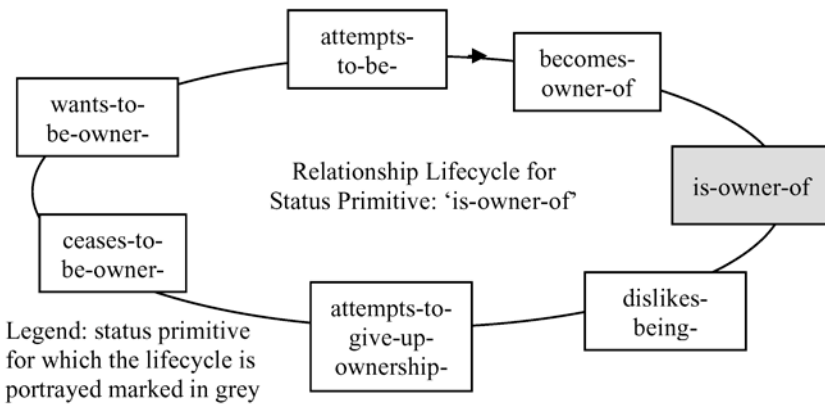 attempts-
to-be-
becomes-
owner-of
wants-to-
be-owner-
is-owner-of
Relationship Lifecycle for
Status Primitive: ‘is-owner-of’
ceases-to-
be-owner-
attempts-to-
give-up-
ownership-
dislikes-
being-
Legend: status primitive
for which the lifecycle is
portrayed marked in grey